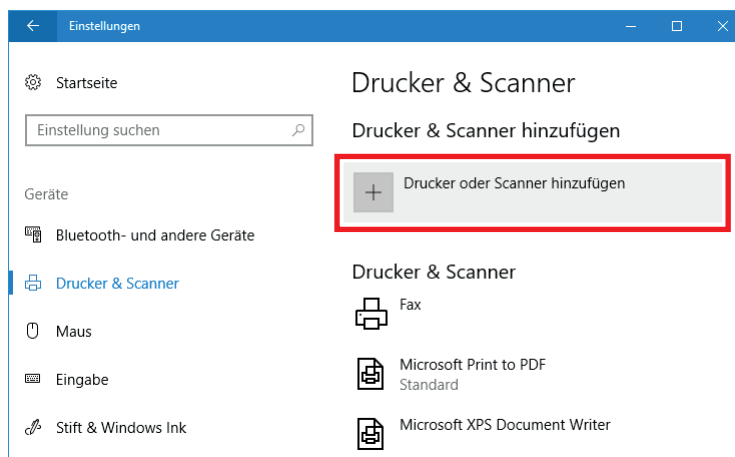 Einstellungen
Startseite
Einstellung suchen
Geräte
Bluetooth- und andere Geräte
Drucker & Scanner
Maus
Eingabe
Stift & Windows Ink
Drucker & Scanner
Drucker & Scanner hinzufügen
Drucker oder Scanner hinzufügen
Drucker & Scanner
Fax
Microsoft Print to PDF
Standard
Microsoft XPS Document Writer